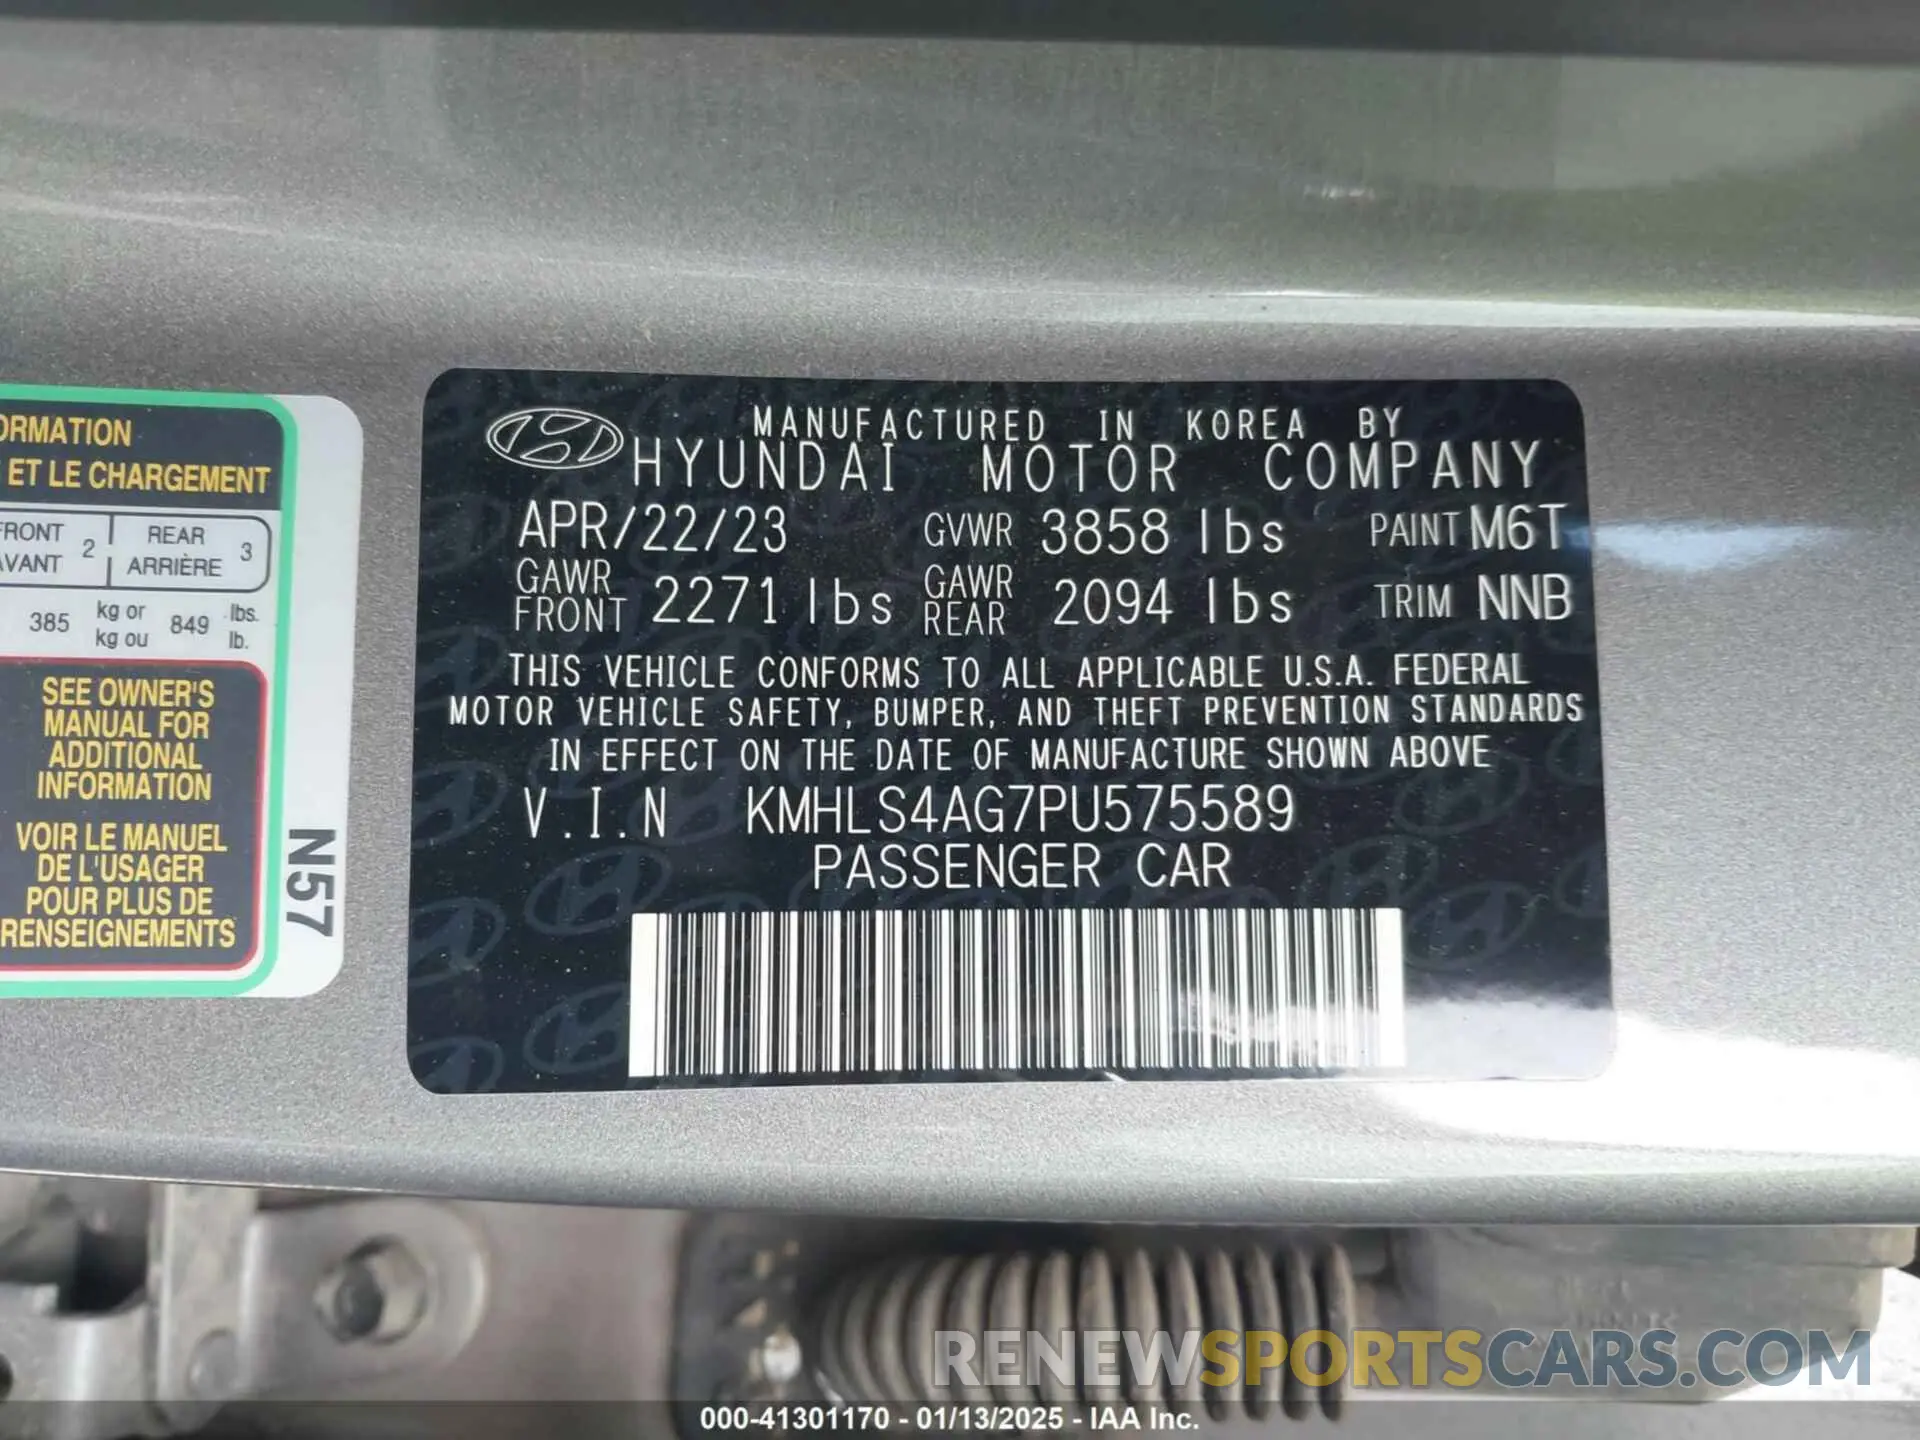 ORMATION
ET LE CHARGEMENT
FRONT
AVANT 2
REAR
ARRIÈRE 3
385 kg or
kg ou 849 lbs.
lb.
SEE OWNER'S
MANUAL FOR
ADDITIONAL
INFORMATION
VOIR LE MANUEL
DE L'USAGER
POUR PLUS DE
RENSEIGNEMENTS
N57
MANUFACTURED IN KOREA BY
HYUNDAI MOTOR COMPANY
APR/22/23 GVWR 3858 lbs PAINT M6T
GAWR
FRONT 2271 lbs GAWR
REAR 2094 lbs TRIM NNB
THIS VEHICLE CONFORMS TO ALL APPLICABLE U.S.A. FEDERAL
MOTOR VEHICLE SAFETY, BUMPER, AND THEFT PREVENTION STANDARDS
IN EFFECT ON THE DATE OF MANUFACTURE SHOWN ABOVE
V.I.N KMHLS4AG7PU575589
PASSENGER CAR
RENEWSPORTSCARS.COM
000-41301170 - 01/13/2025 - IAA Inc.